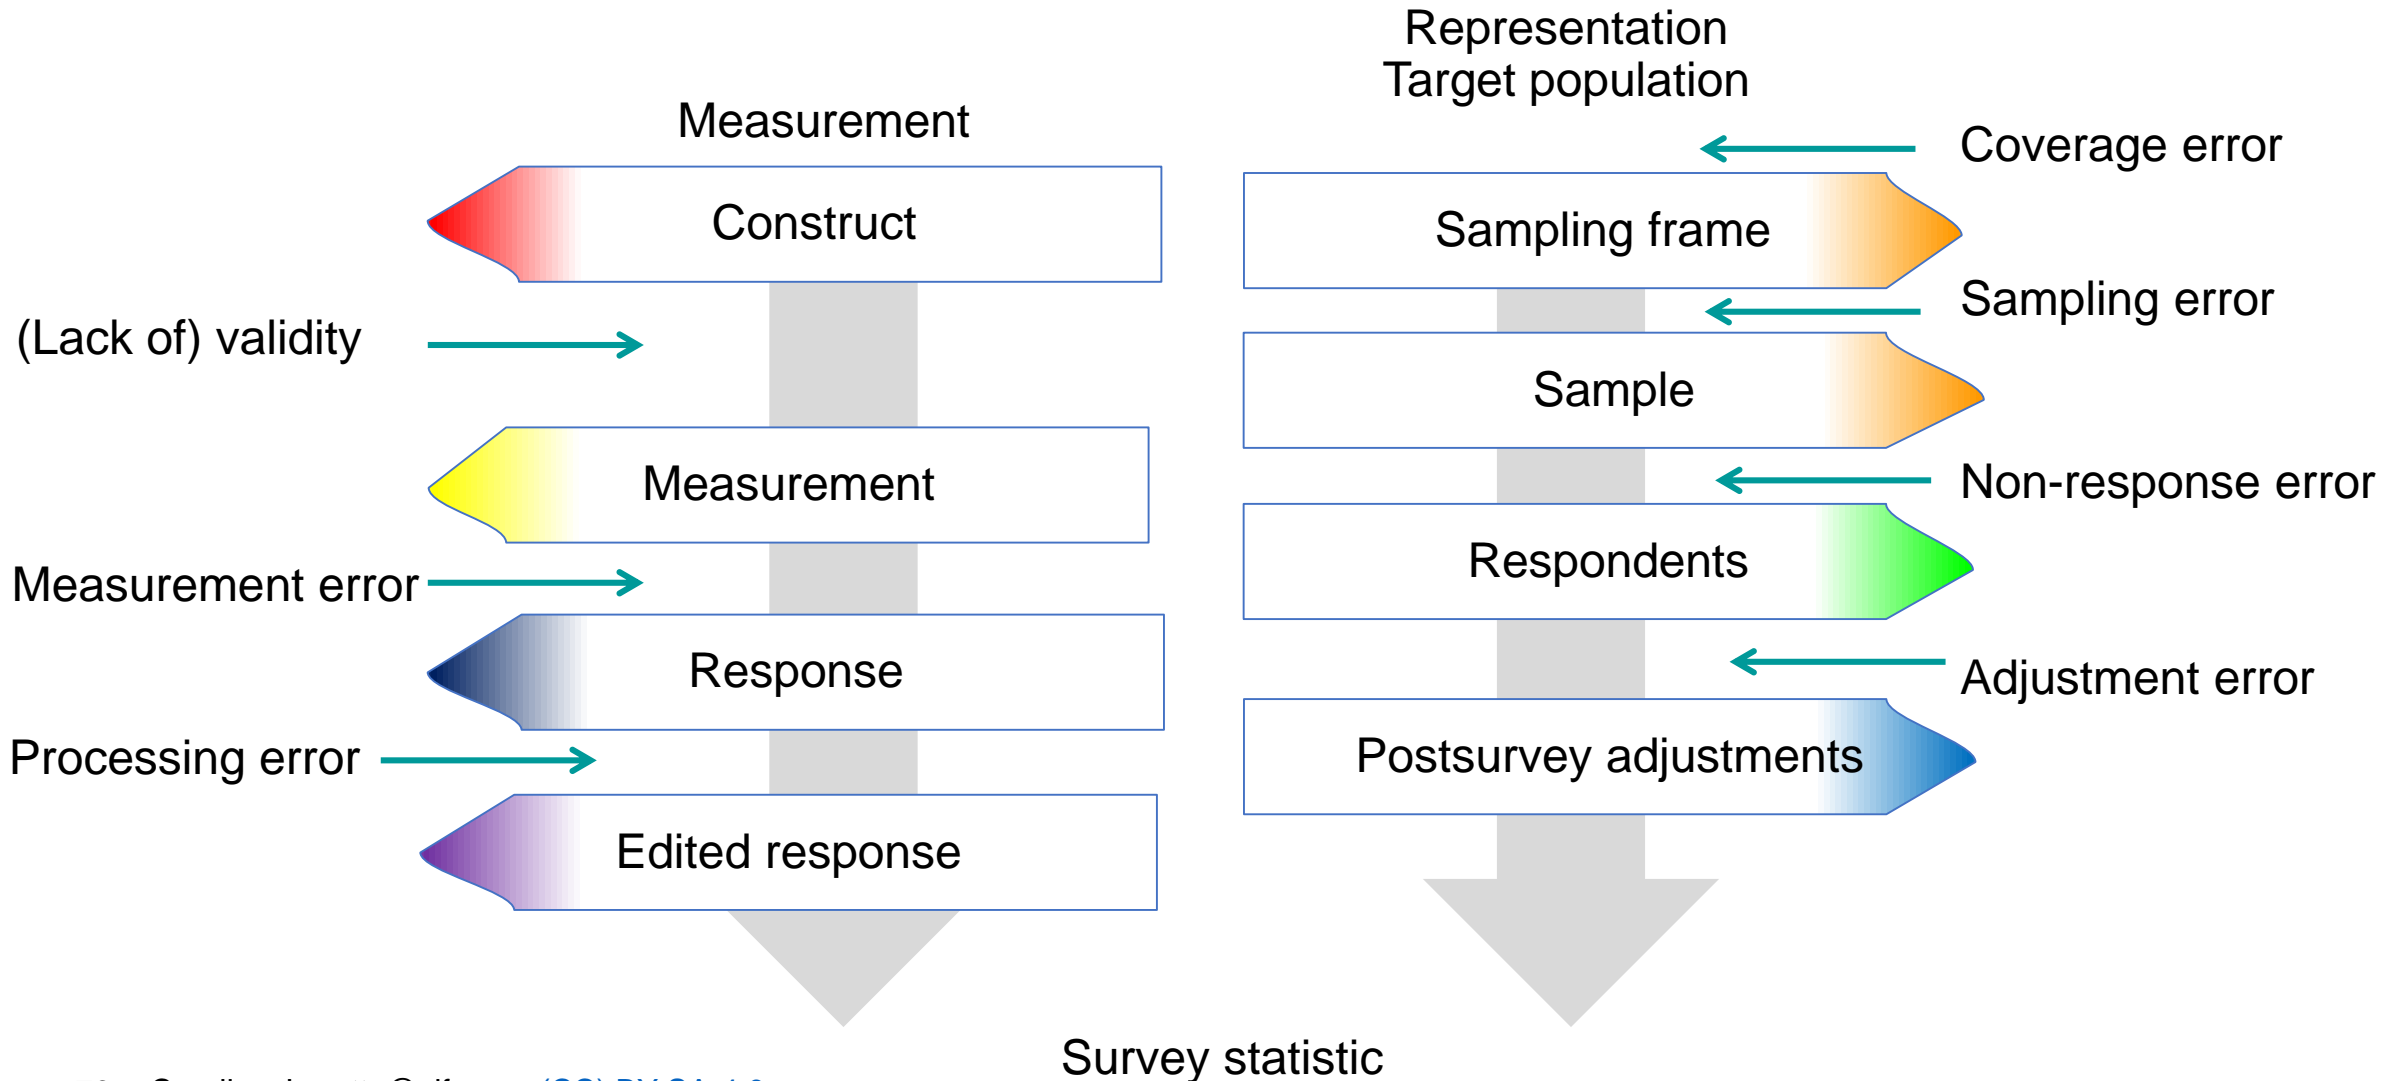 Representation
Target population
Measurement
Coverage error
Construct
Sampling frame
Sampling error
(Lack of) validity
Sample
Measurement
Non-response error
Respondents
Measurement error
Response
Adjustment error
Processing error
Postsurvey adjustments
Edited response
Survey statistic